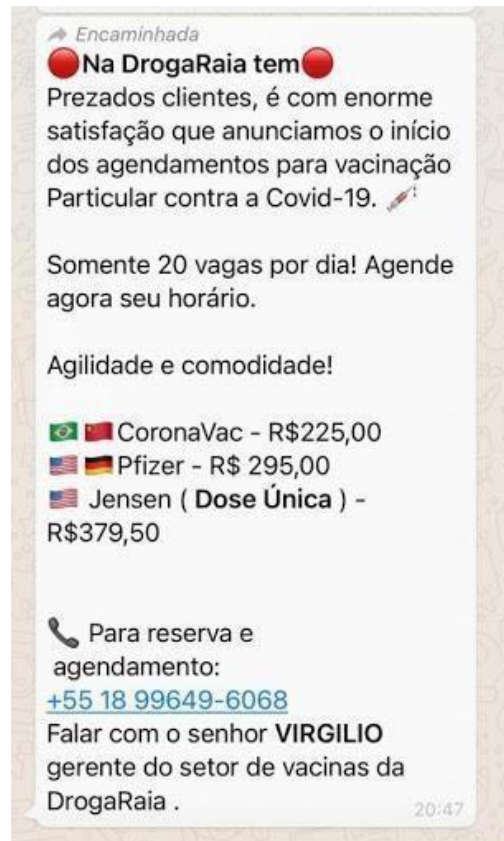 Encaminhada
🔴Na DrogaRaia tem🔴
Prezados clientes, é com enorme
satisfação que anunciamos o início
dos agendamentos para vacinação
Particular contra a Covid-19. 💉
Somente 20 vagas por dia! Agende
agora seu horário.
Agilidade e comodidade!
🇧🇷🇨🇳CoronaVac - R$225,00
🇺🇸🇩🇪Pfizer - R$ 295,00
🇺🇸 Jensen ( Dose Única ) -
R$379,50
📞 Para reserva e
agendamento:
+55 18 99649-6068
Falar com o senhor VIRGILIO
gerente do setor de vacinas da
DrogaRaia .
20:47